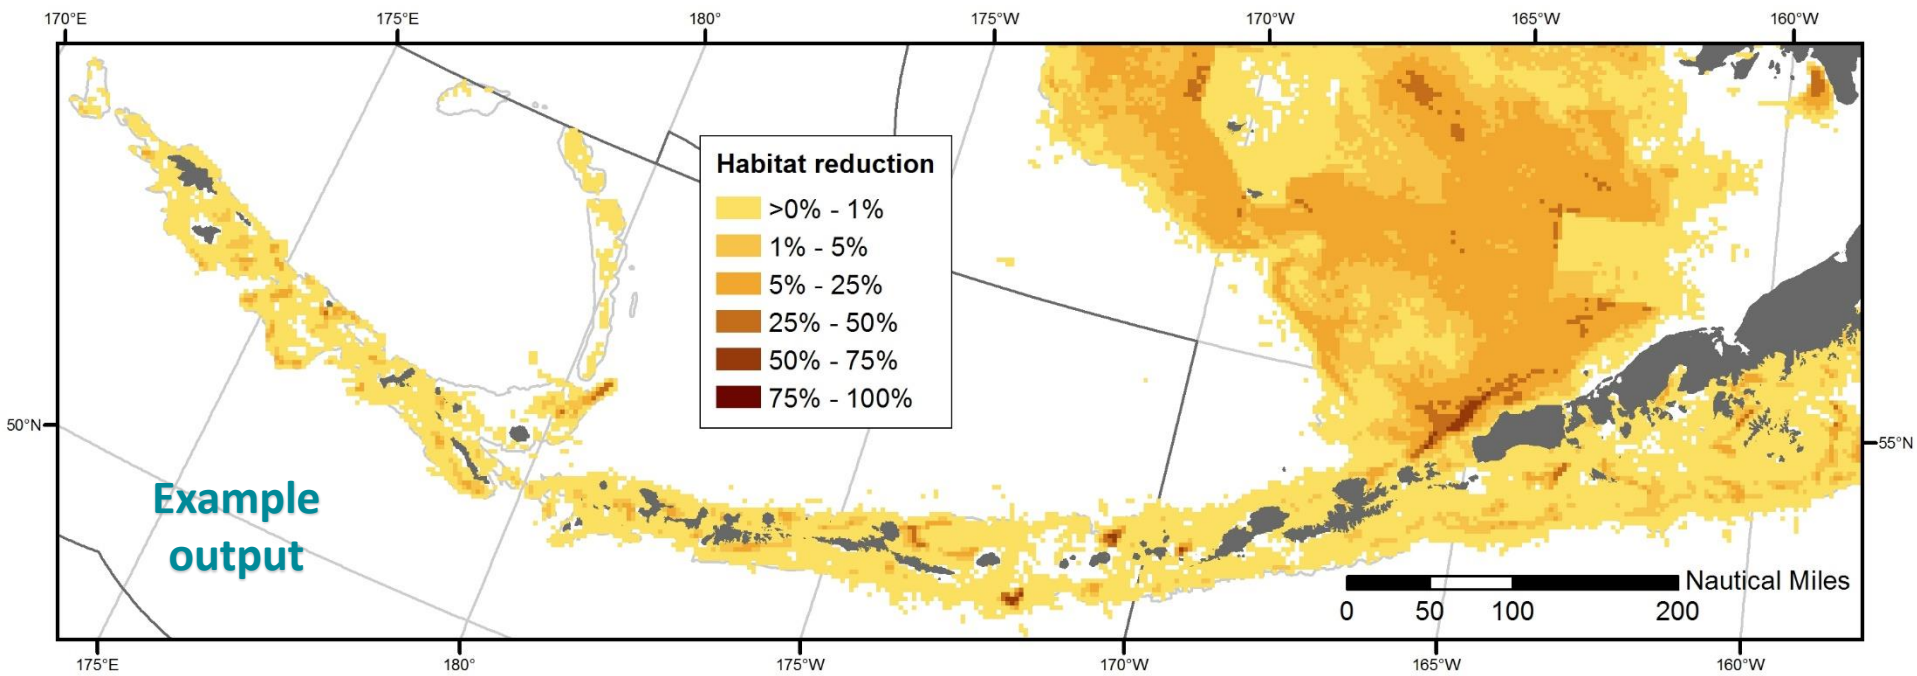 170°E 175°E 180° 175°W 170°W 165°W 160°W
Habitat reduction
>0% - 1%
1% - 5%
5% - 25%
25% - 50%
50% - 75%
75% - 100%
50°N
55°N
Example
output
Nautical Miles
0 50 100 200
175°E 180° 175°W 170°W 165°W 160°W